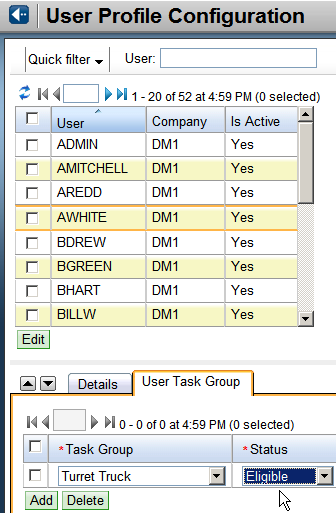 User Profile Configuration
Quick filter User:
1 - 20 of 52 at 4:59 PM (0 selected)
User Company Is Active
ADMIN DM1 Yes
AMITCHELL DM1 Yes
AREDD DM1 Yes
AWHITE DM1 Yes
BDREW DM1 Yes
BGREEN DM1 Yes
BHART DM1 Yes
BILLW DM1 Yes
Edit
Details User Task Group
0 - 0 of 0 at 4:59 PM (0 selected)
*Task Group *Status
Turret Truck Eligible
Add Delete